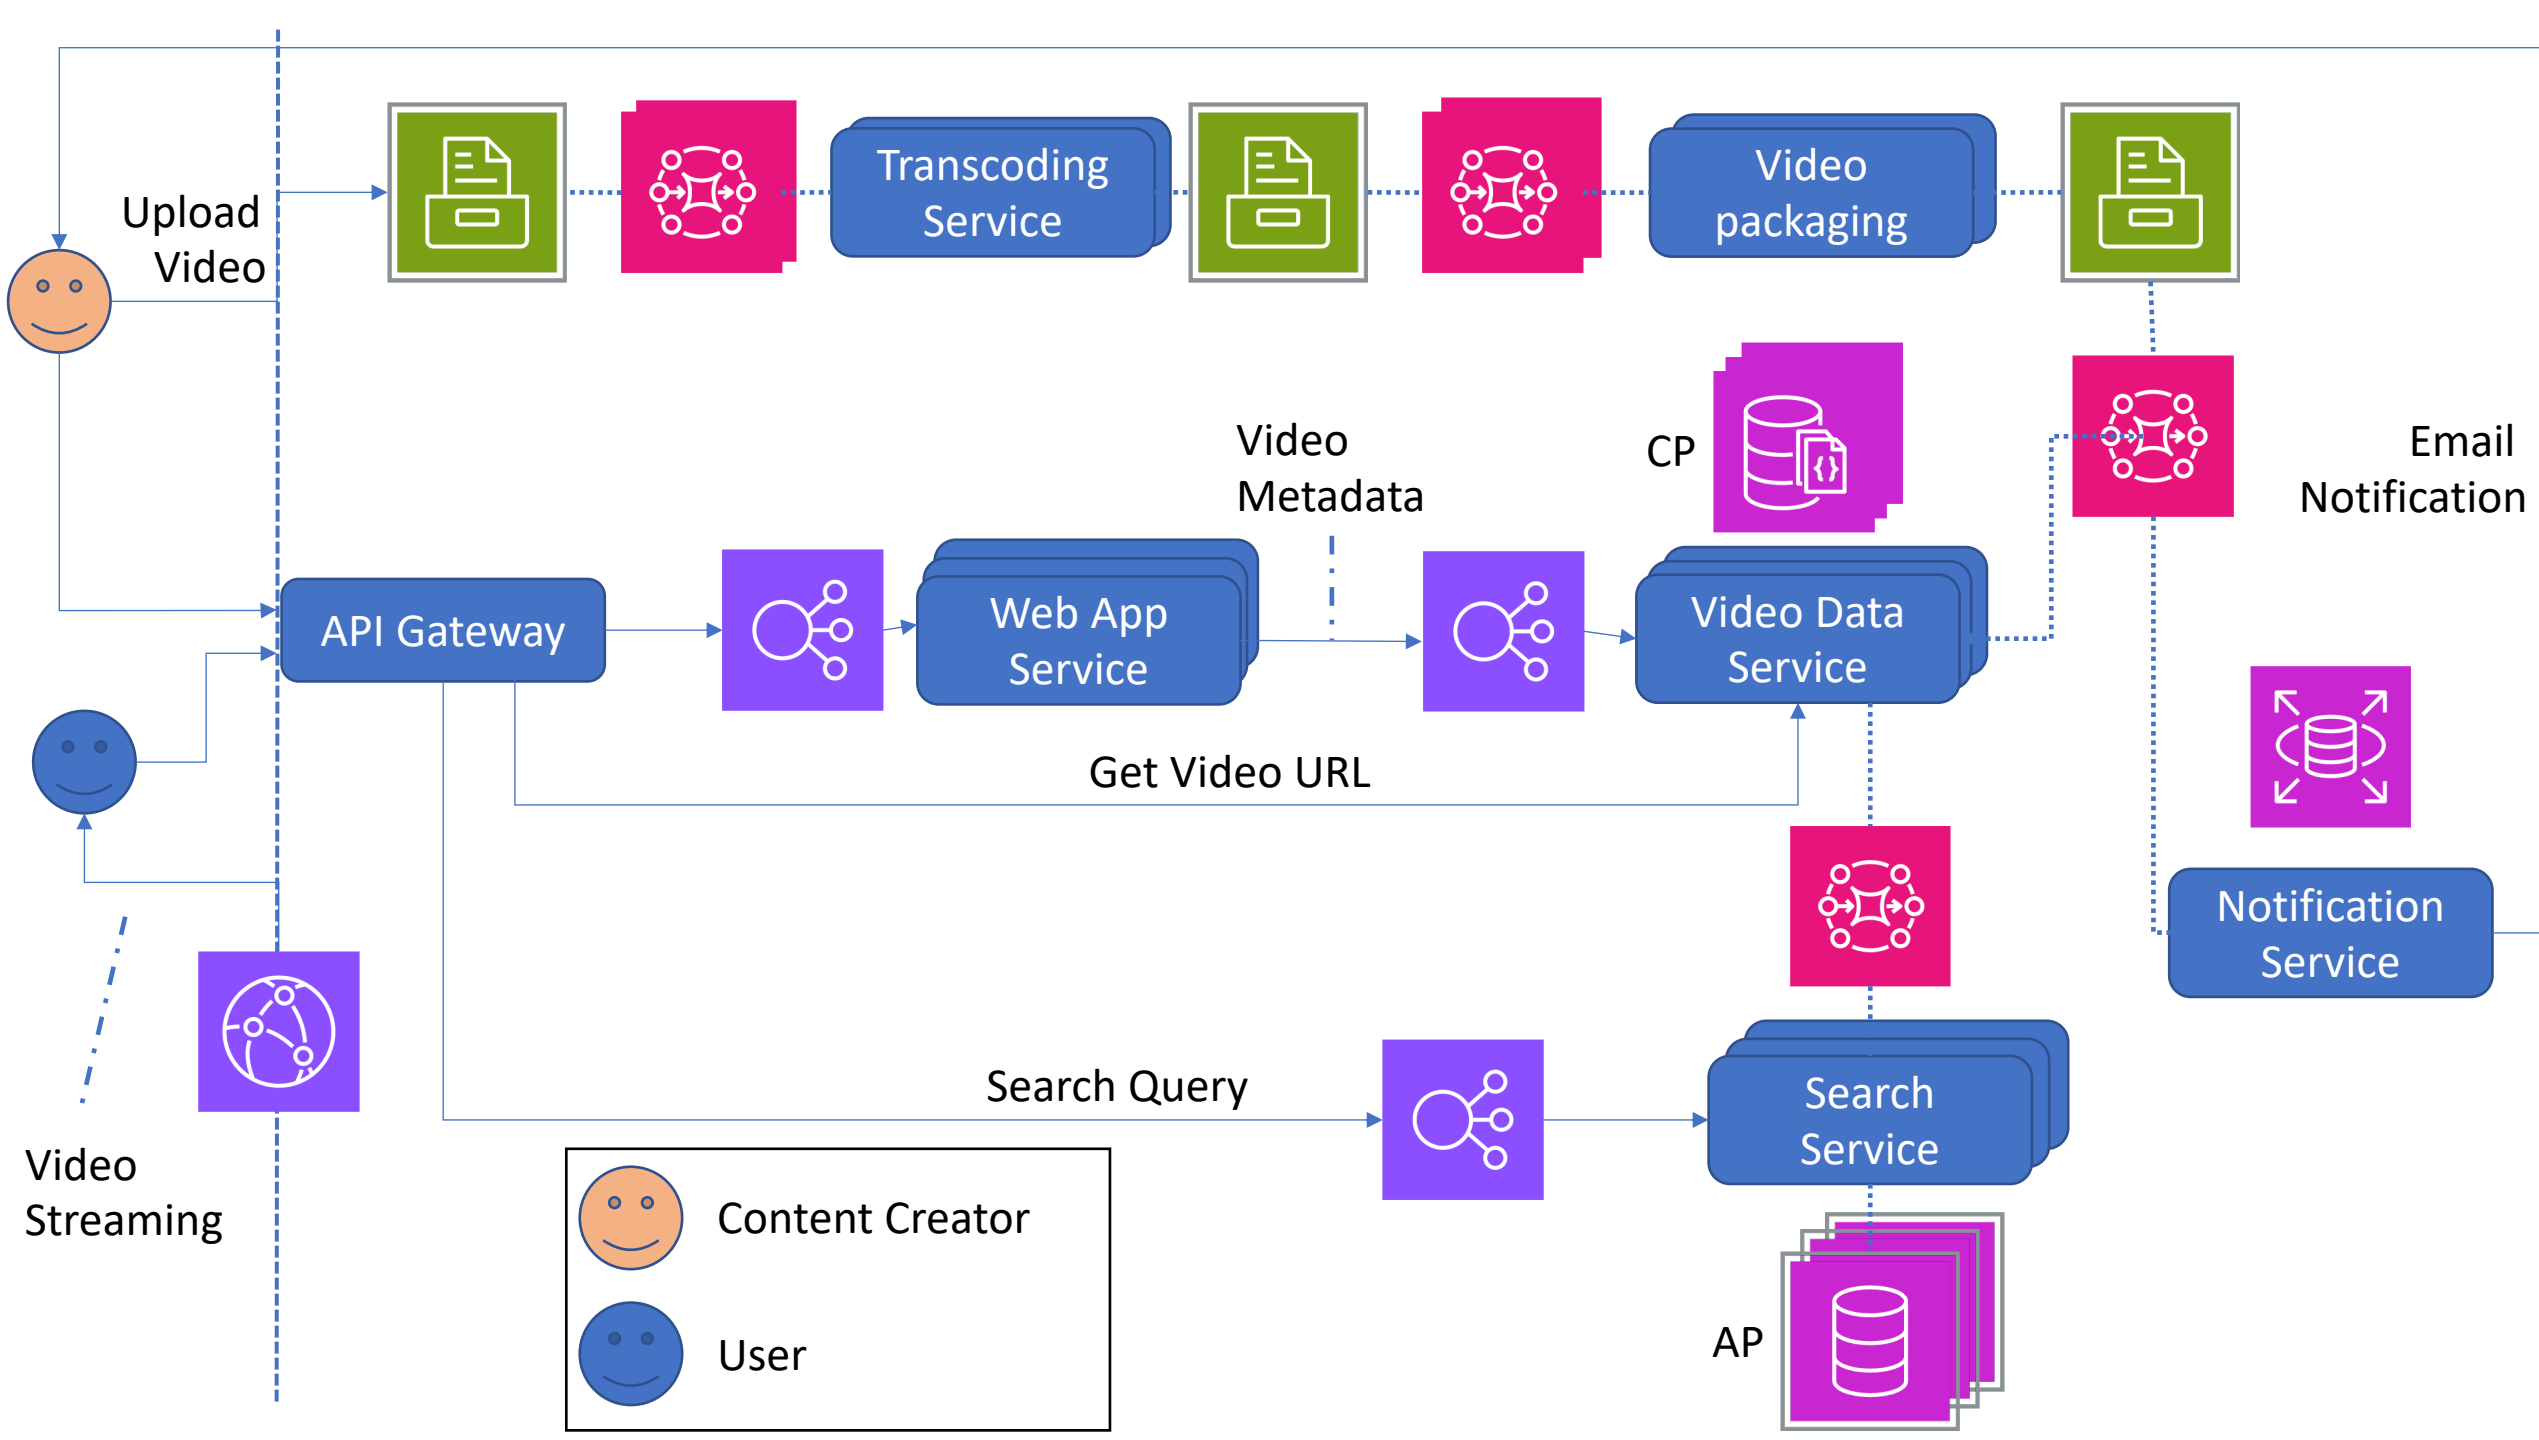 Upload
Video
Transcoding
Service
Video
packaging
Video
Metadata
CP
Email
Notification
API Gateway
Web App
Service
Video Data
Service
Get Video URL
Notification
Service
Search Query
Search
Service
Video
Streaming
Content Creator
User
AP